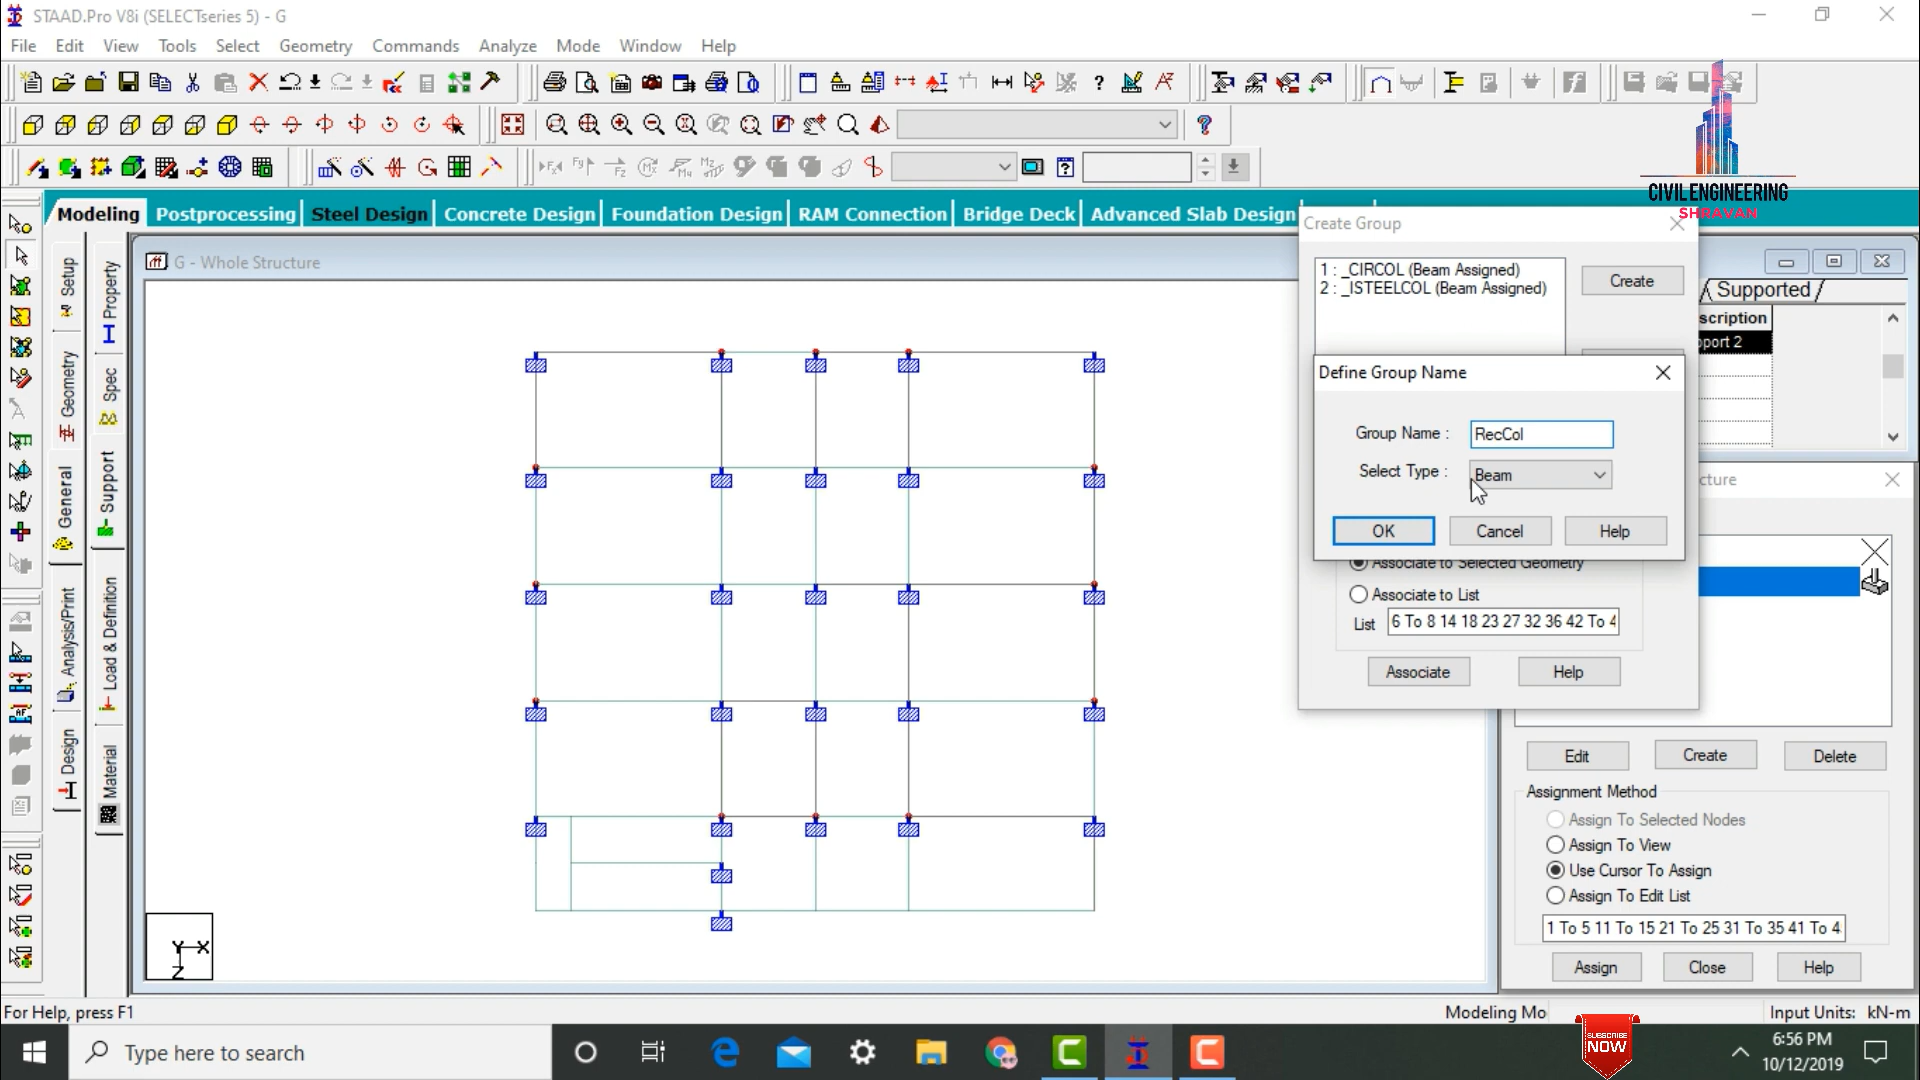 STAAD.Pro V8i (SELECTseries 5) - G
File Edit View Tools Select Geometry Commands Analyze Mode Window Help
CIVIL ENGINEERING
SHRAVAN
Modeling Postprocessing Steel Design Concrete Design Foundation Design RAM Connection Bridge Deck Advanced Slab Design
G - Whole Structure
Setup
Geometry
General
Analysis/Print
Design
Property
Spec
Support
Load & Definition
Material
Create Group
1 : _CIRCOL (Beam Assigned)
2 : _ISTEELCOL (Beam Assigned)
Create
Supported
scription
port 2
Define Group Name
Group Name : RecCol
Select Type : Beam
OK Cancel Help
Associate to Selected Geometry
Associate to List
List 6 To 8 14 18 23 27 32 36 42 To 4
Associate Help
cture
Edit Create Delete
Assignment Method
Assign To Selected Nodes
Assign To View
Use Cursor To Assign
Assign To Edit List
1 To 5 11 To 15 21 To 25 31 To 35 41 To 4
Assign Close Help
Y X
Z
For Help, press F1
Modeling Mo
Input Units: kN-m
Type here to search
SUBSCRIBE
NOW
6:56 PM
10/12/2019